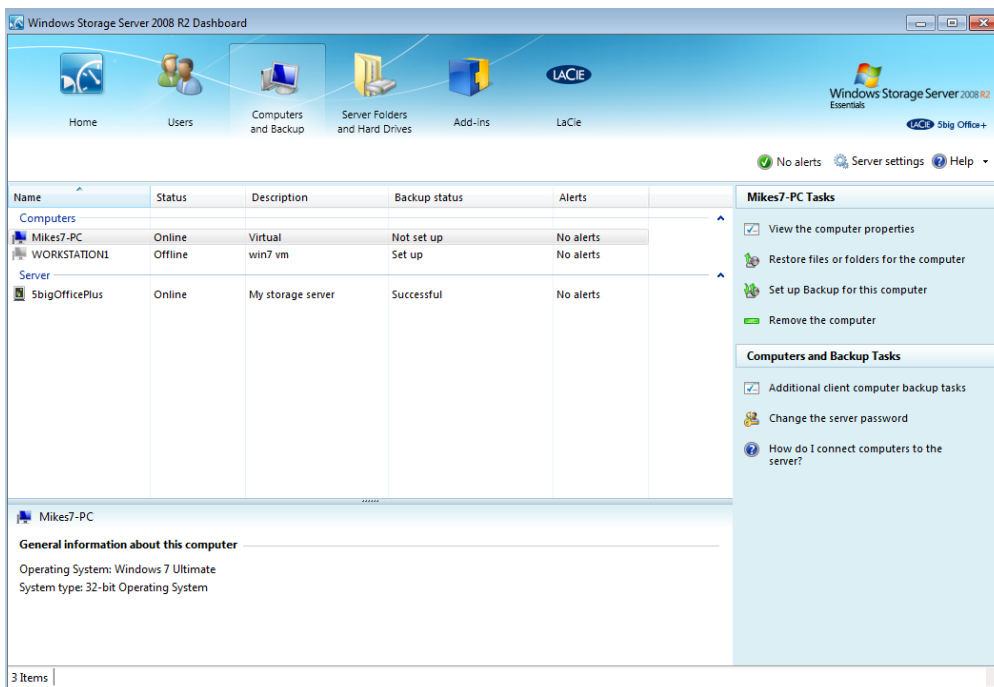 Windows Storage Server 2008 R2 Dashboard
Home
Users
Computers
and Backup
Server Folders
and Hard Drives
Add-ins
LACIE
LaCie
Windows Storage Server 2008 R2
Essentials
LACIE 5big Office+
No alerts Server settings Help
Name Status Description Backup status Alerts
Computers
Mikes7-PC Online Virtual Not set up No alerts
WORKSTATION1 Offline win7 vm Set up No alerts
Server
5bigOfficePlus Online My storage server Successful No alerts
Mikes7-PC Tasks
View the computer properties
Restore files or folders for the computer
Set up Backup for this computer
Remove the computer
Computers and Backup Tasks
Additional client computer backup tasks
Change the server password
How do I connect computers to the
server?
Mikes7-PC
General information about this computer
Operating System: Windows 7 Ultimate
System type: 32-bit Operating System
3 Items